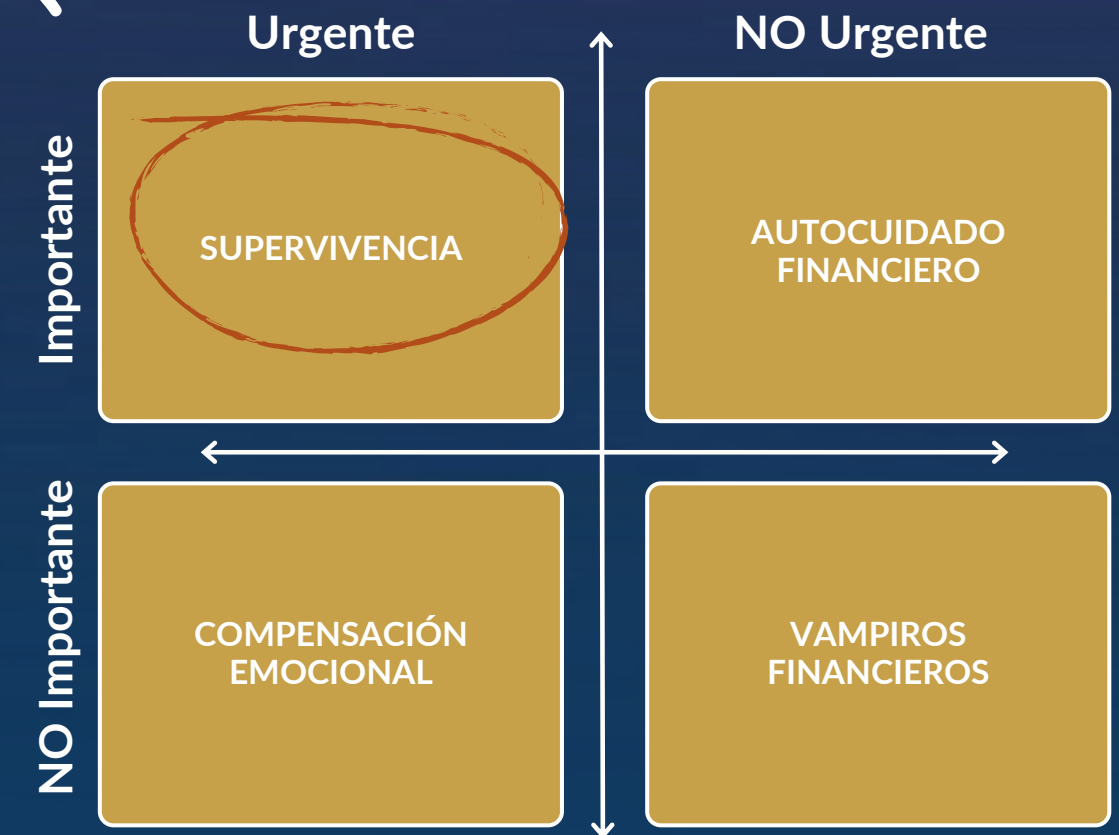 Urgente
NO Urgente
Importante
SUPERVIVENCIA
AUTOCUIDADO
FINANCIERO
NO Importante
COMPENSACIÓN
EMOCIONAL
VAMPIROS
FINANCIEROS